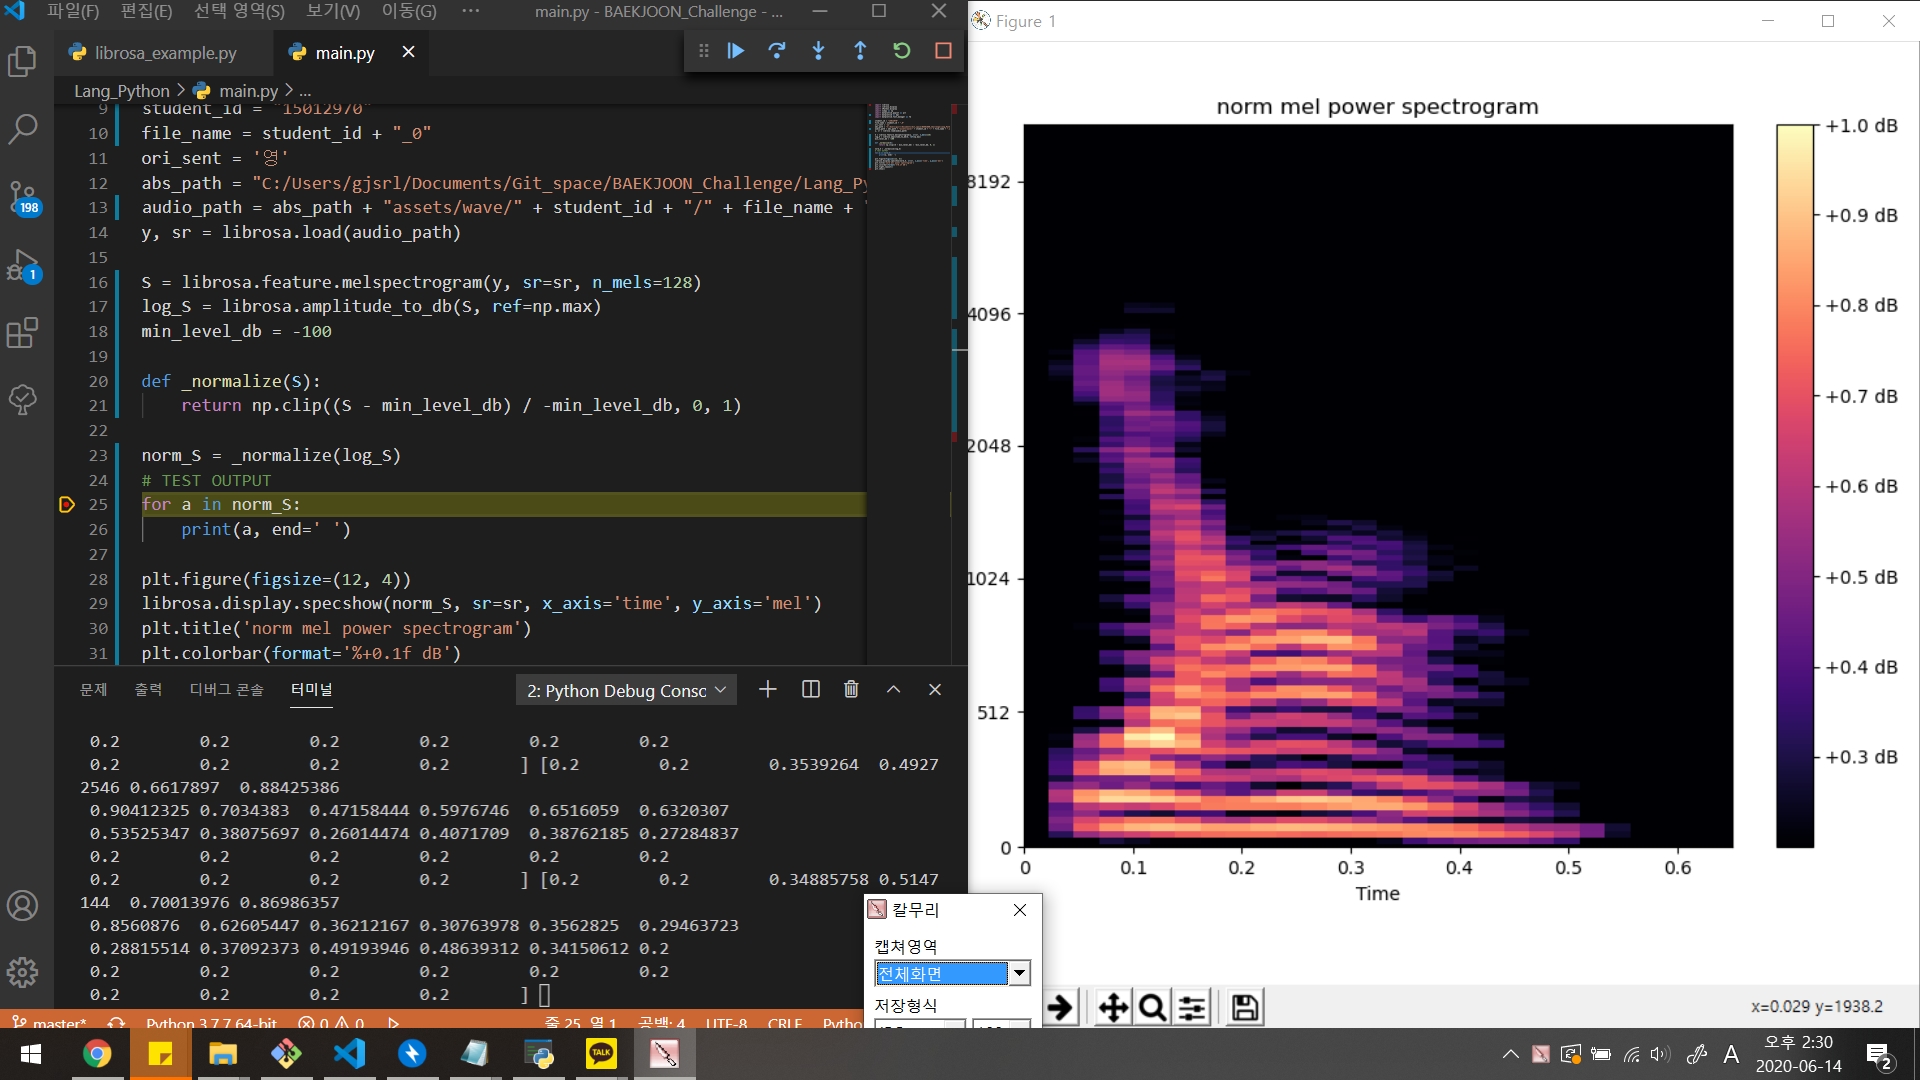 파일(F) 편집(E) 선택 영역(S) 보기(V) 이동(G) ··· main.py - BAEKJOON_Challenge - ...
librosa_example.py main.py
Lang_Python > main.py > ...
9 student_id = "15012970"
10 file_name = student_id + "_0"
11 ori_sent = '영'
12 abs_path = "C:/Users/gjsrl/Documents/Git_space/BAEKJOON_Challenge/Lang_Py
13 audio_path = abs_path + "assets/wave/" + student_id + "/" + file_name + '
14 y, sr = librosa.load(audio_path)
15
16 S = librosa.feature.melspectrogram(y, sr=sr, n_mels=128)
17 log_S = librosa.amplitude_to_db(S, ref=np.max)
18 min_level_db = -100
19
20 def _normalize(S):
21 return np.clip((S - min_level_db) / -min_level_db, 0, 1)
22
23 norm_S = _normalize(log_S)
24 # TEST OUTPUT
25 for a in norm_S:
26 print(a, end=' ')
27
28 plt.figure(figsize=(12, 4))
29 librosa.display.specshow(norm_S, sr=sr, x_axis='time', y_axis='mel')
30 plt.title('norm mel power spectrogram')
31 plt.colorbar(format='%+0.1f dB')
198
1
문제 출력 디버그 콘솔 터미널 2: Python Debug Consc
0.2 0.2 0.2 0.2 0.2 0.2
0.2 0.2 0.2 0.2 ] [0.2 0.2 0.3539264 0.4927
2546 0.6617897 0.88425386
0.90412325 0.7034383 0.47158444 0.5976746 0.6516059 0.6320307
0.53525347 0.38075697 0.26014474 0.4071709 0.38762185 0.27284837
0.2 0.2 0.2 0.2 0.2 0.2
0.2 0.2 0.2 0.2 ] [0.2 0.2 0.34885758 0.5147
144 0.70013976 0.86986357
0.8560876 0.62605447 0.36212167 0.30763978 0.3562825 0.29463723
0.28815514 0.37092373 0.49193946 0.48639312 0.34150612 0.2
0.2 0.2 0.2 0.2 0.2 0.2
0.2 0.2 0.2 0.2 ]
master* Python 3.7.7 64-bit 0 0 줄 25, 열 1 공백: 4 UTF-8 CRLF Pytho
Figure 1
norm mel power spectrogram
8192
4096
2048
1024
512
0
0 0.1 0.2 0.3 0.4 0.5 0.6
Time
+1.0 dB
+0.9 dB
+0.8 dB
+0.7 dB
+0.6 dB
+0.5 dB
+0.4 dB
+0.3 dB
x=0.029 y=1938.2
칼무리
캡쳐영역
전체화면
저장형식
TALK
A
오후 2:30
2020-06-14
2